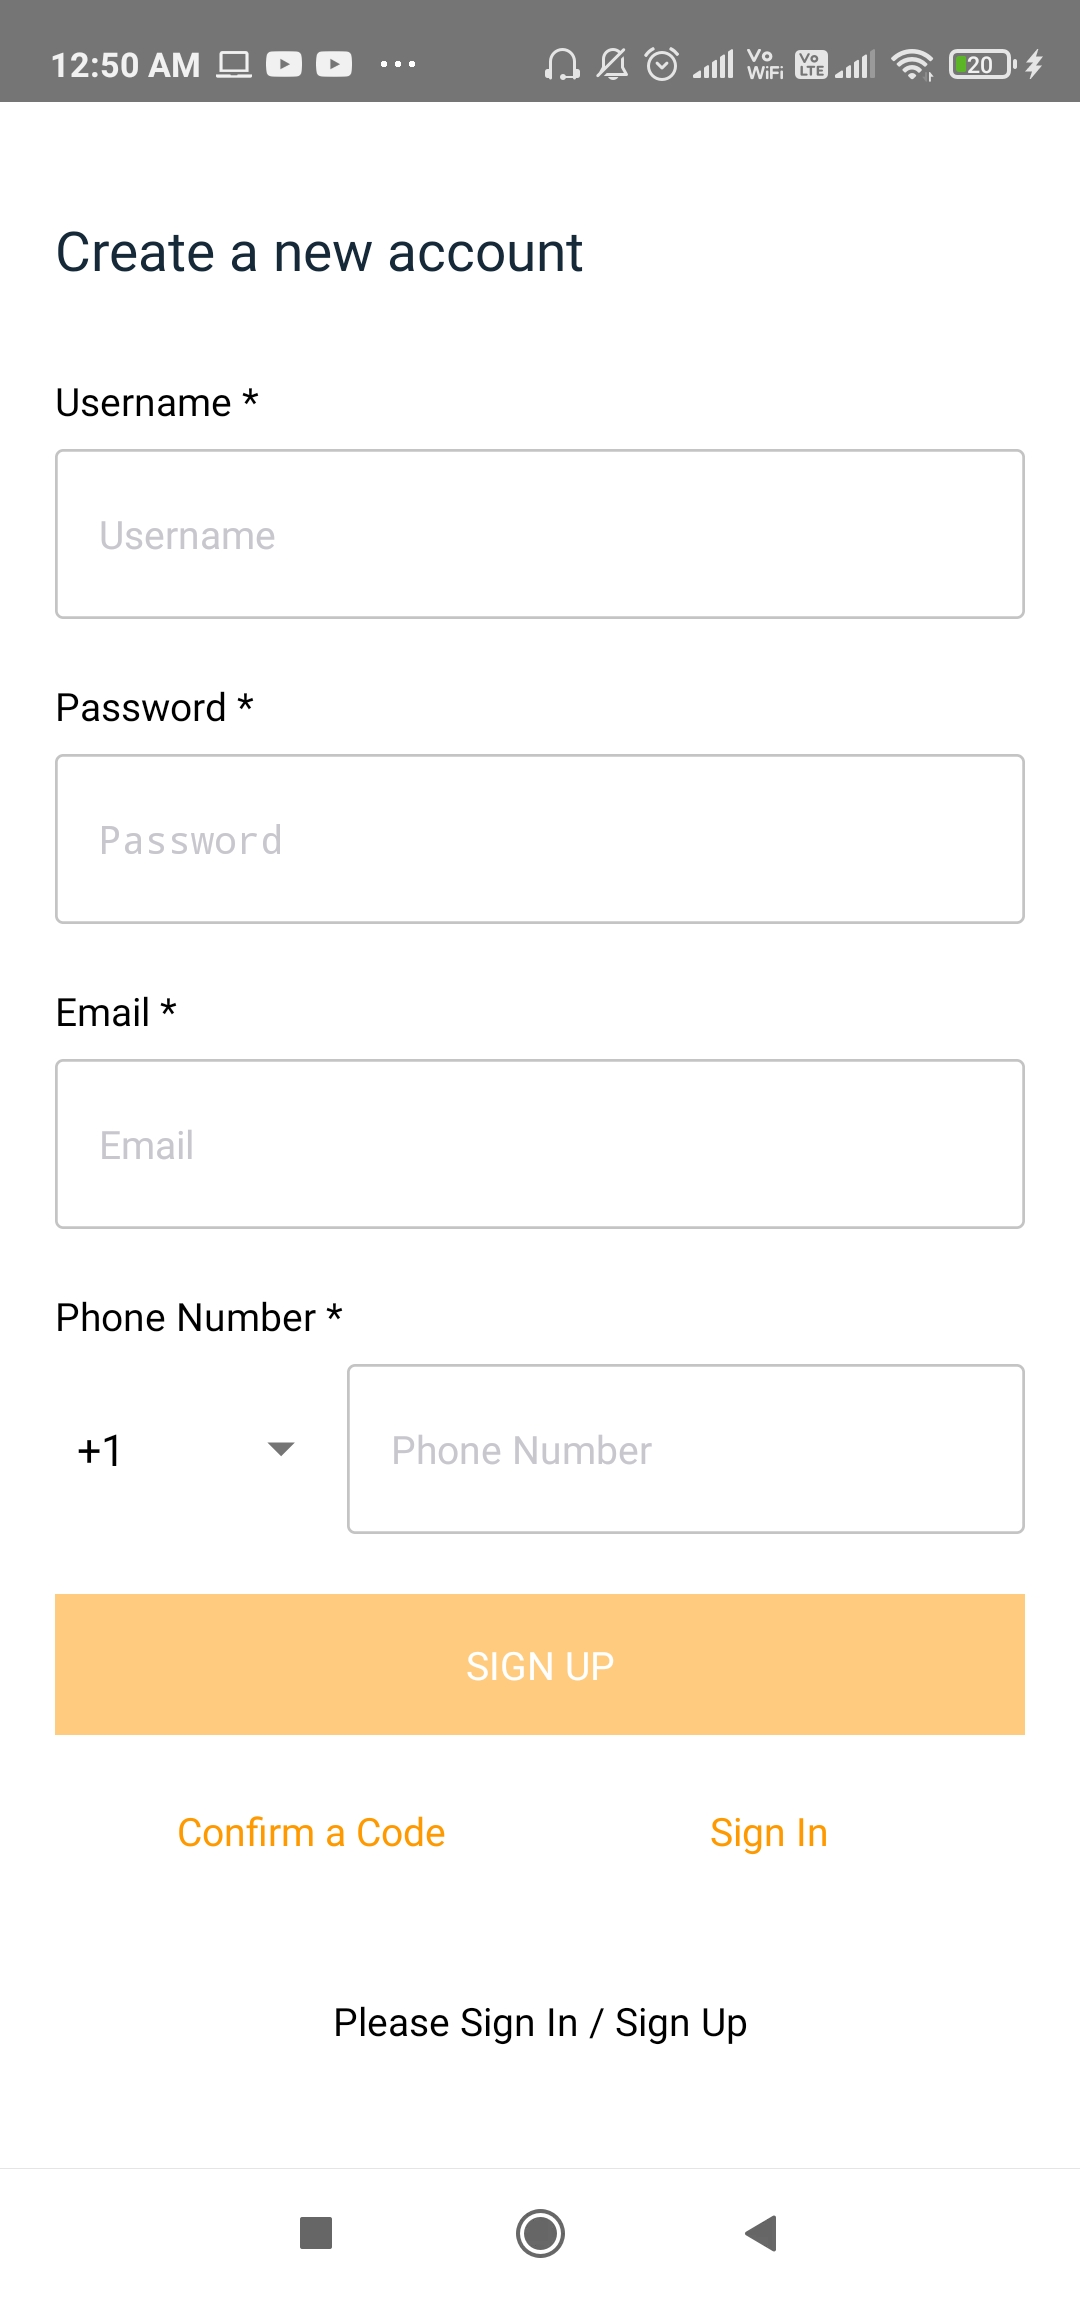 12:50 AM
Vo WiFi
Vo LTE
20
Create a new account
Username *
Username
Password *
Password
Email *
Email
Phone Number *
+1
Phone Number
SIGN UP
Confirm a Code
Sign In
Please Sign In / Sign Up